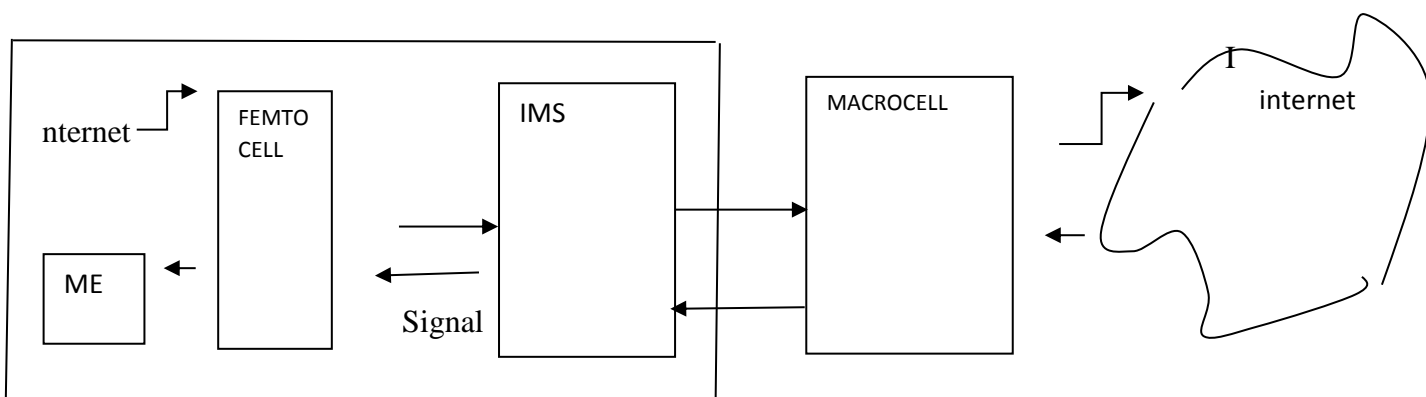 I
nternet
FEMTO
CELL
IMS
MACROCELL
internet
ME
Signal